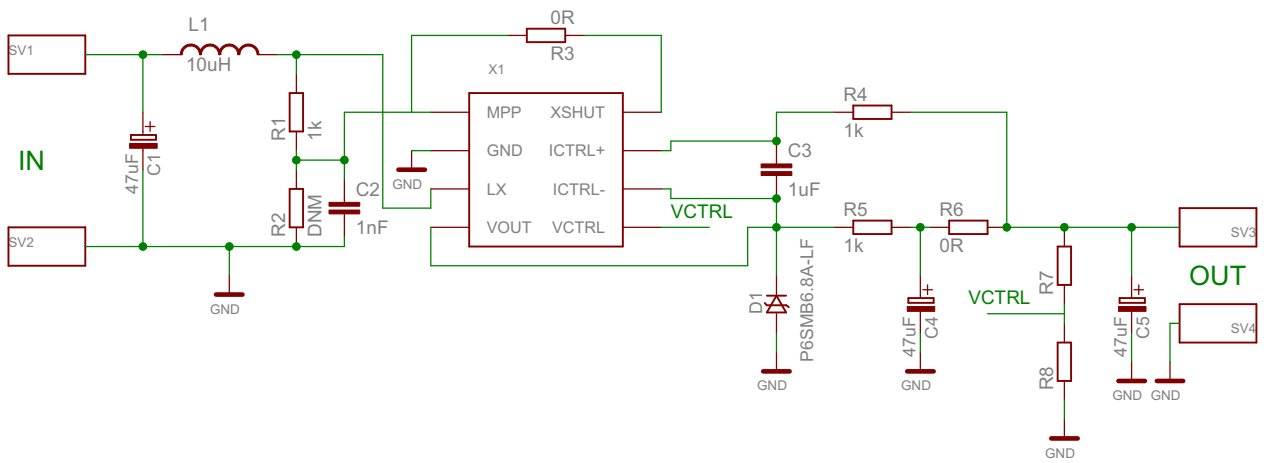 L1
0R
SV1
10uH
R3
X1
R1
1k
MPP
XSHUT
R4
1k
47uF
C1
IN
GND
ICTRL+
C3
GND
1uF
R2
DNM
C2
1nF
LX
ICTRL-
VCTRL
VOUT
VCTRL
R5
1k
R6
0R
SV2
SV3
GND
D1
P6SMB6.8A-LF
47uF
C4
VCTRL
R7
47uF
C5
OUT
SV4
R8
GND
GND
GND
GND
GND